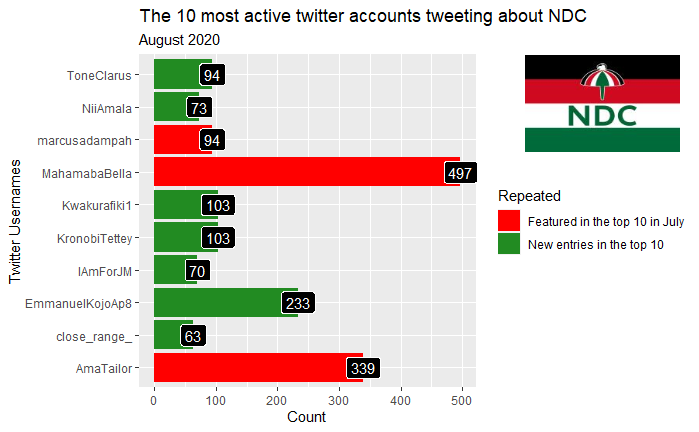 The 10 most active twitter accounts tweeting about NDC
August 2020
Twitter Usernames
ToneClarus 94
NiiAmala 73
marcusadampah 94
MahamabaBella 497
Kwakurafiki1 103
KronobiTettey 103
IAmForJM 70
EmmanuelKojoAp8 233
close_range_ 63
AmaTailor 339
0 100 200 300 400 500
Count
NDC
Repeated
Featured in the top 10 in July
New entries in the top 10